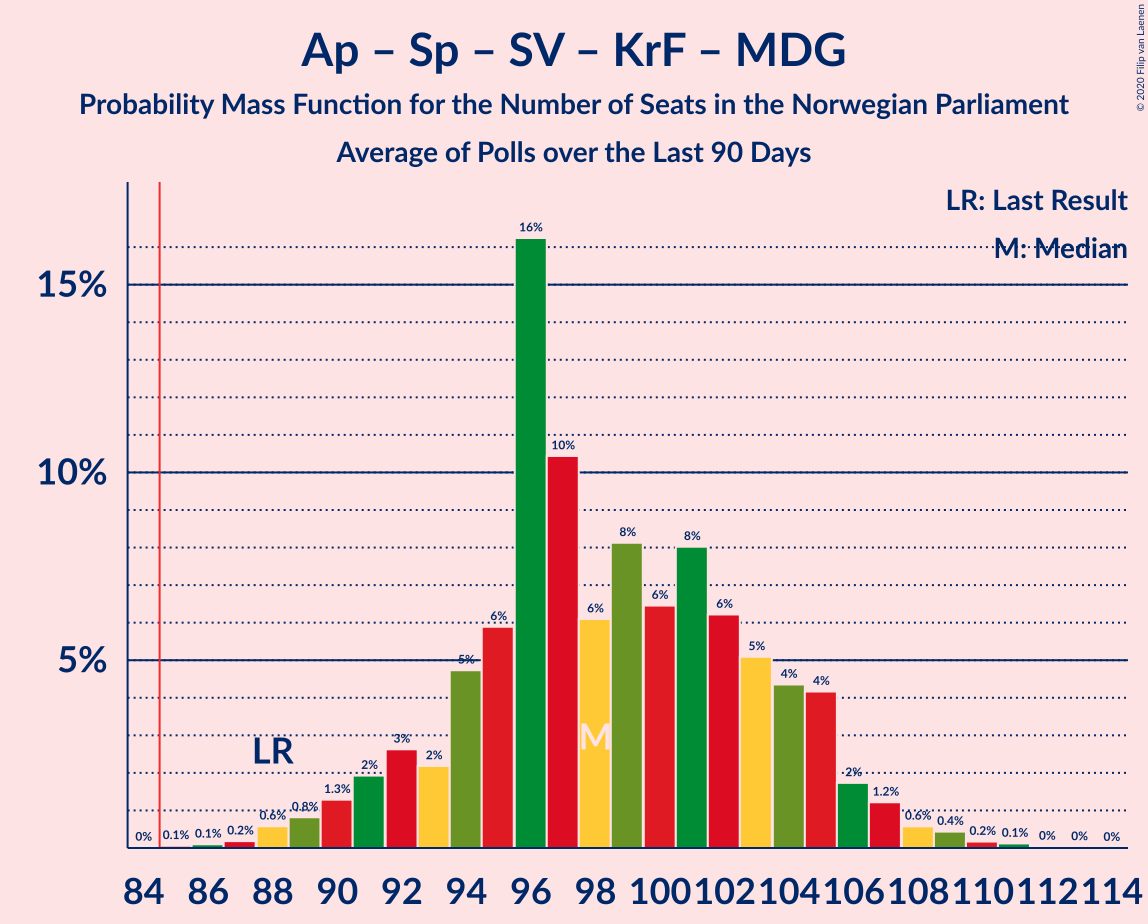 Ap – Sp – SV – KrF – MDG
Probability Mass Function for the Number of Seats in the Norwegian Parliament
Average of Polls over the Last 90 Days
© 2020 Filip van Laenen
LR: Last Result
M: Median
15%
10%
5%
0% 0.1% 0.1% 0.2% 0.6% 0.8% 1.3% 2% 3% 2% 5% 6% 16% 10% 6% 8% 6% 8% 6% 5% 4% 4% 2% 1.2% 0.6% 0.4% 0.2% 0.1% 0% 0% 0%
LR
M
84 86 88 90 92 94 96 98 100 102 104 106 108 110 112 114